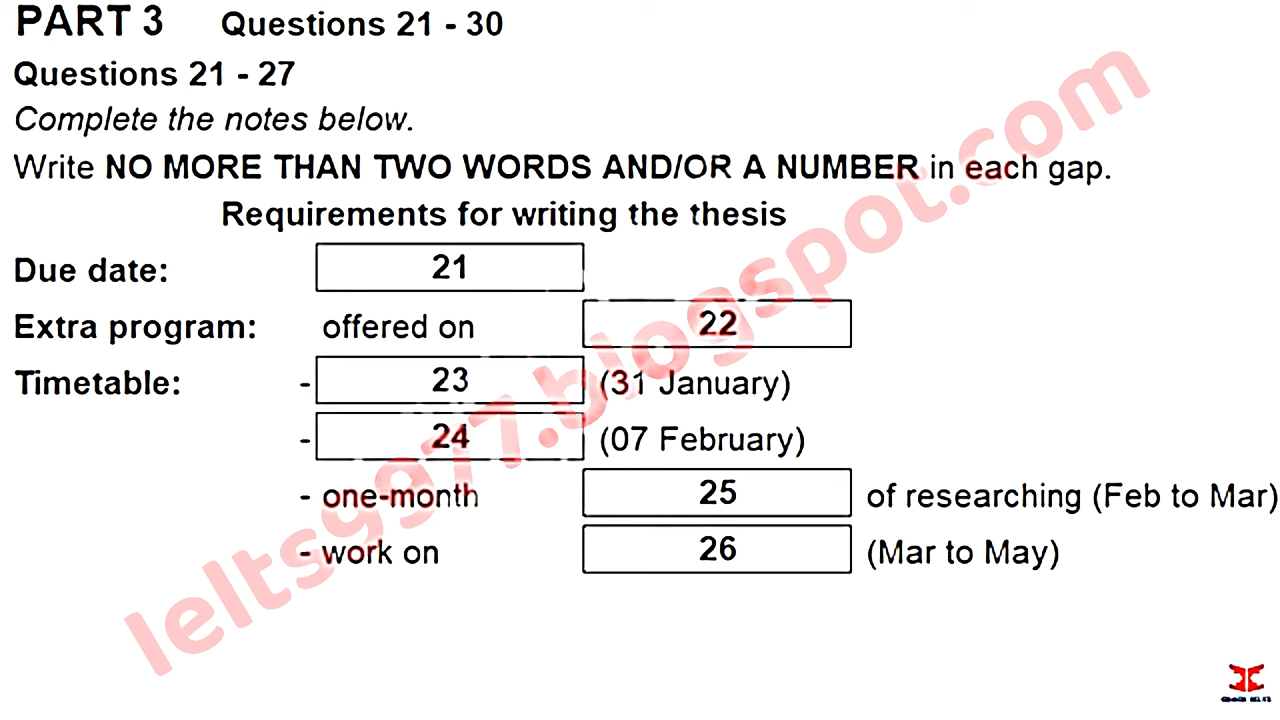 PART 3 Questions 21 - 30
Questions 21 - 27
Complete the notes below.
Write NO MORE THAN TWO WORDS AND/OR A NUMBER in each gap.
Requirements for writing the thesis
Due date: 21
Extra program: offered on 22
Timetable: - 23 (31 January)
- 24 (07 February)
- one-month 25 of researching (Feb to Mar)
- work on 26 (Mar to May)
Ielts9977.blogspot.com